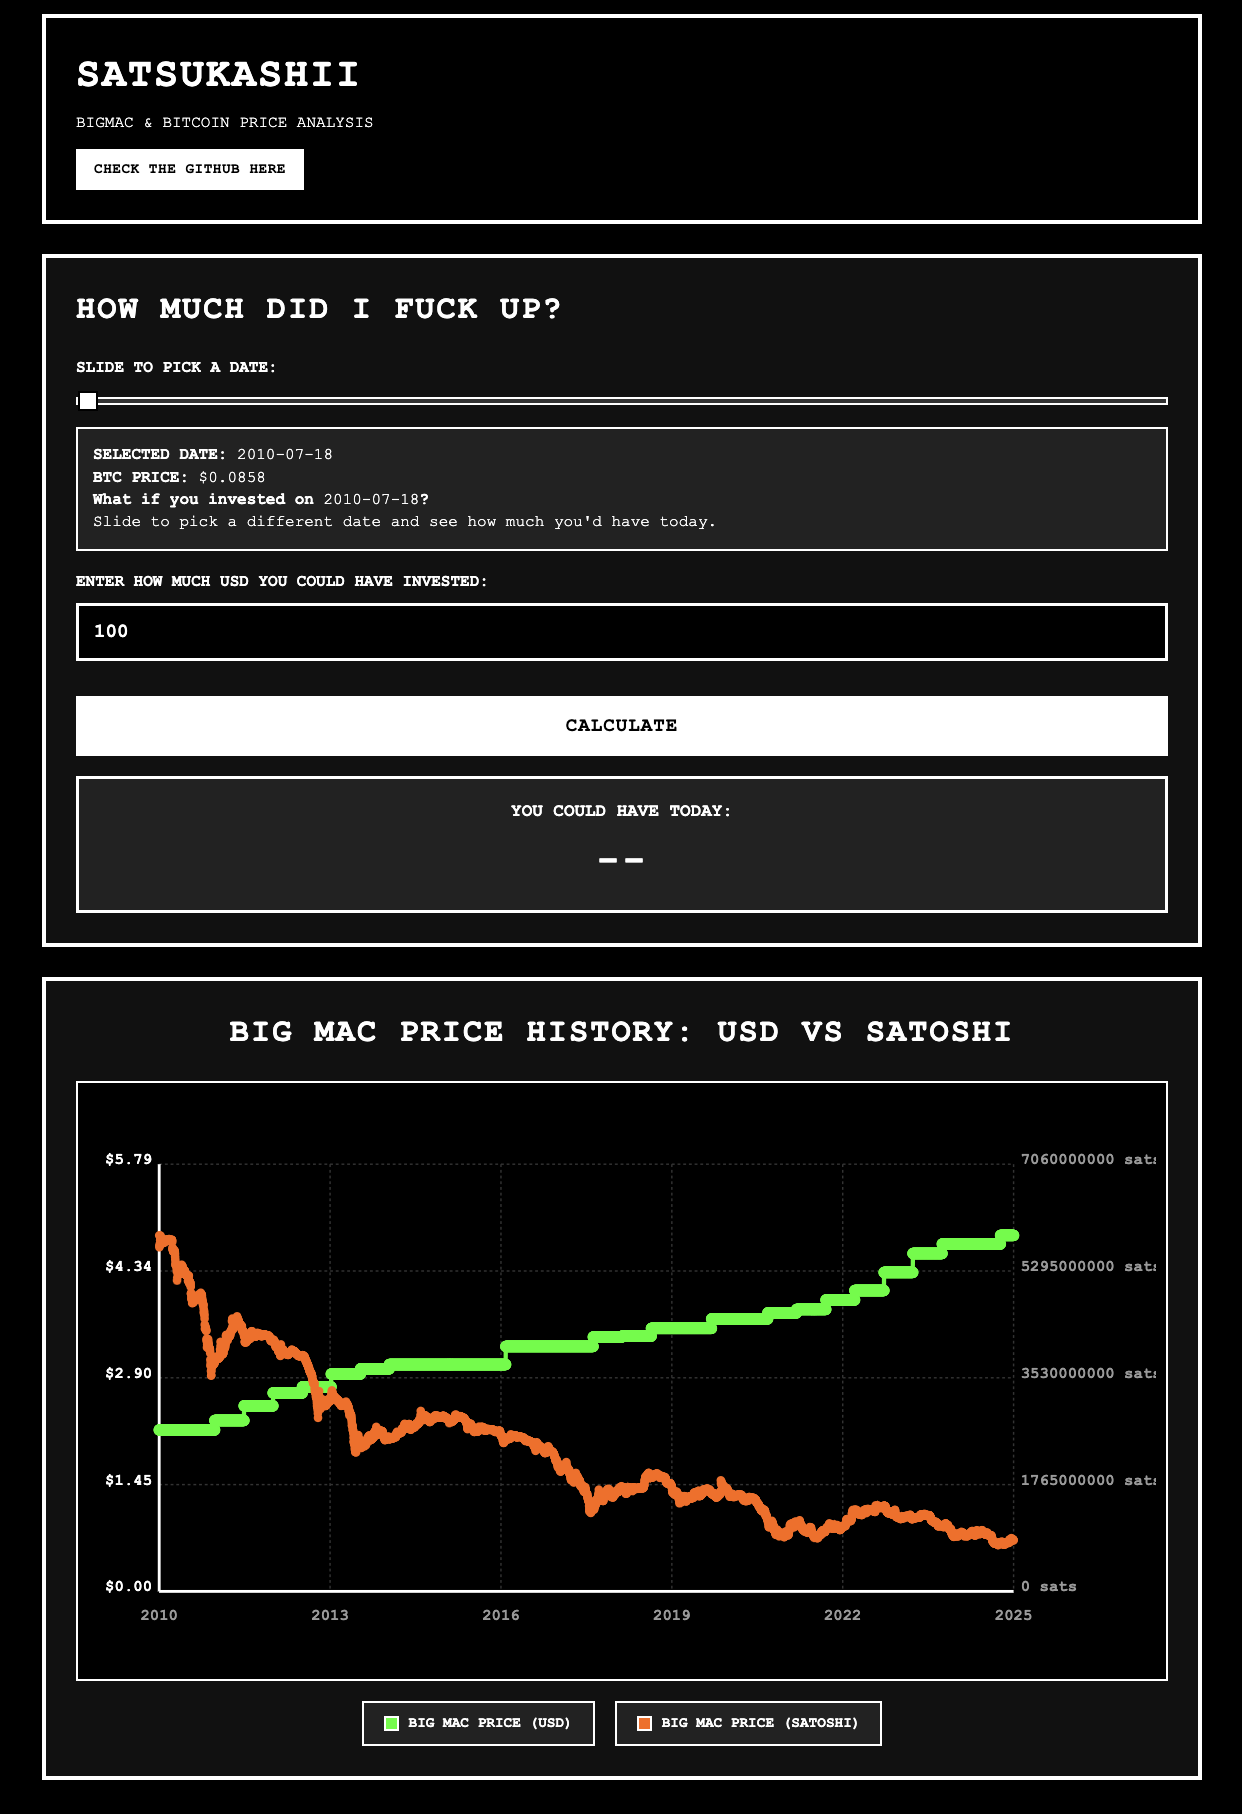 SATSUKASHII
BIGMAC & BITCOIN PRICE ANALYSIS
CHECK THE GITHUB HERE
HOW MUCH DID I FUCK UP?
SLIDE TO PICK A DATE:
SELECTED DATE: 2010-07-18
BTC PRICE: $0.0858
What if you invested on 2010-07-18?
Slide to pick a different date and see how much you'd have today.
ENTER HOW MUCH USD YOU COULD HAVE INVESTED:
100
CALCULATE
YOU COULD HAVE TODAY:
--
BIG MAC PRICE HISTORY: USD VS SATOSHI
$5.79 7060000000 sats
$4.34 5295000000 sats
$2.90 3530000000 sats
$1.45 1765000000 sats
$0.00 0 sats
2010 2013 2016 2019 2022 2025
BIG MAC PRICE (USD) BIG MAC PRICE (SATOSHI)